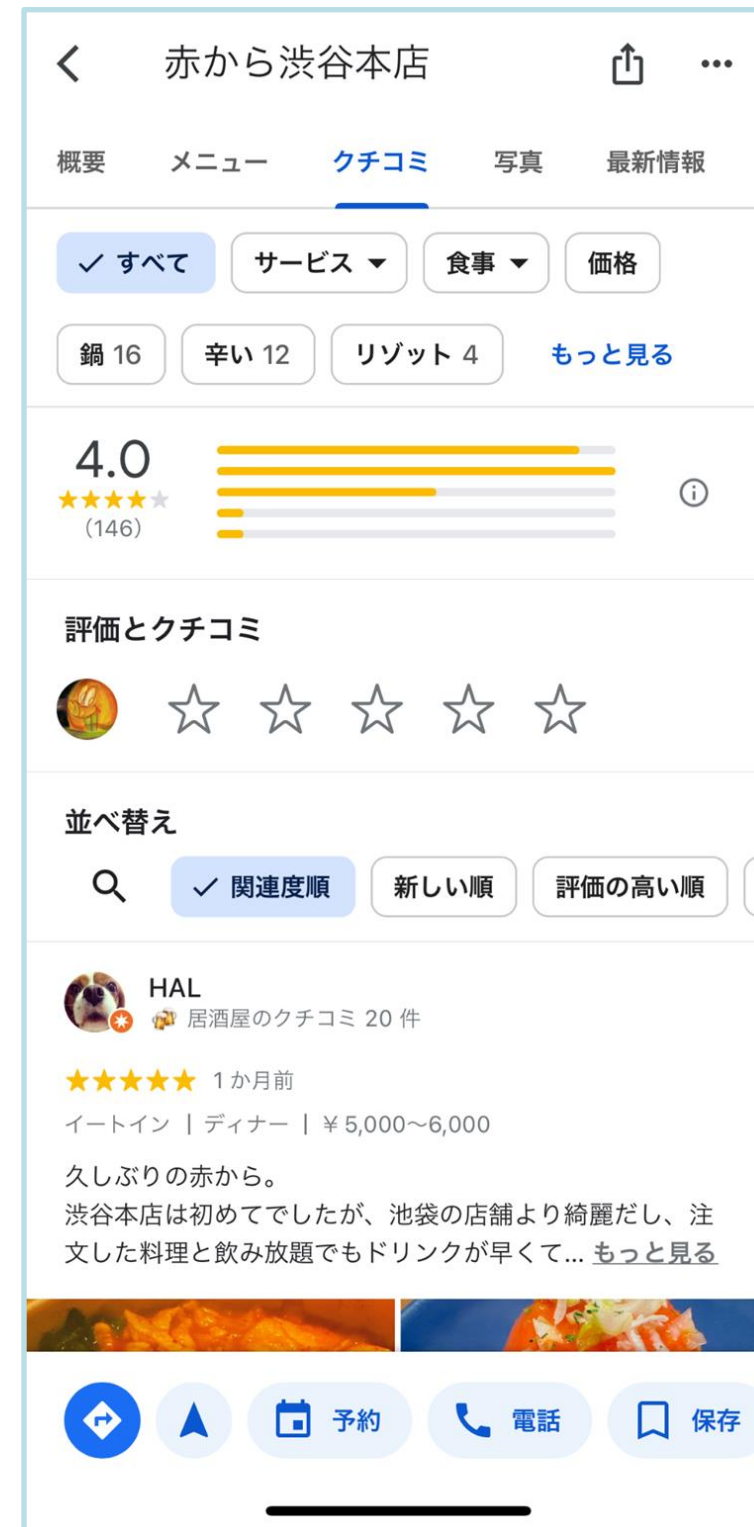 赤から渋谷本店
概要 メニュー クチコミ 写真 最新情報
すべて サービス 食事 価格
鍋 16 辛い 12 リゾット 4 もっと見る
4.0
(146)
評価とクチコミ
並べ替え
関連度順 新しい順 評価の高い順
HAL
居酒屋のクチコミ 20 件
1 か月前
イートイン | ディナー | ¥ 5,000〜6,000
久しぶりの赤から。
渋谷本店は初めてでしたが、池袋の店舗より綺麗だし、注
文した料理と飲み放題でもドリンクが早くて... もっと見る
予約 電話 保存